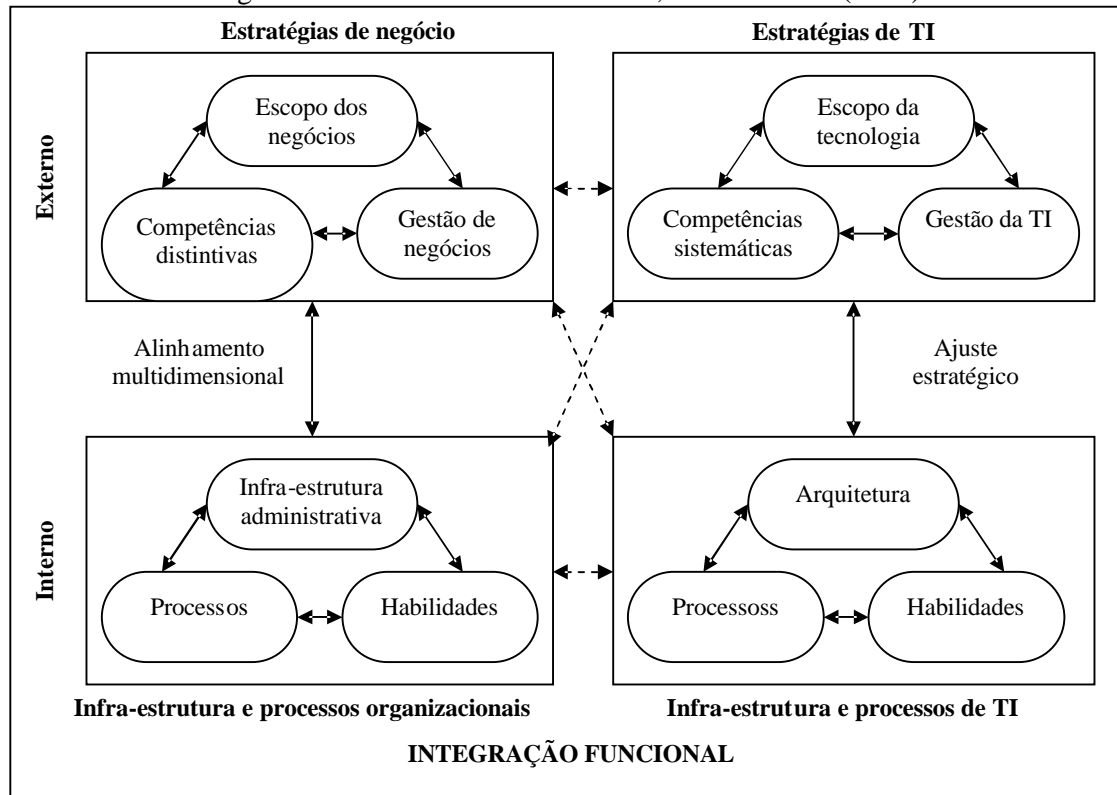 Estratégias de negócio
Estratégias de TI
Externo
Escopo dos
negócios
Competências
distintivas
Gestão de
negócios
Escopo da
tecnologia
Competências
sistemáticas
Gestão da TI
Alinhamento
multidimensional
Ajuste
estratégico
Interno
Infra-estrutura
administrativa
Processos
Habilidades
Arquitetura
Processoss
Habilidades
Infra-estrutura e processos organizacionais
Infra-estrutura e processos de TI
INTEGRAÇÃO FUNCIONAL